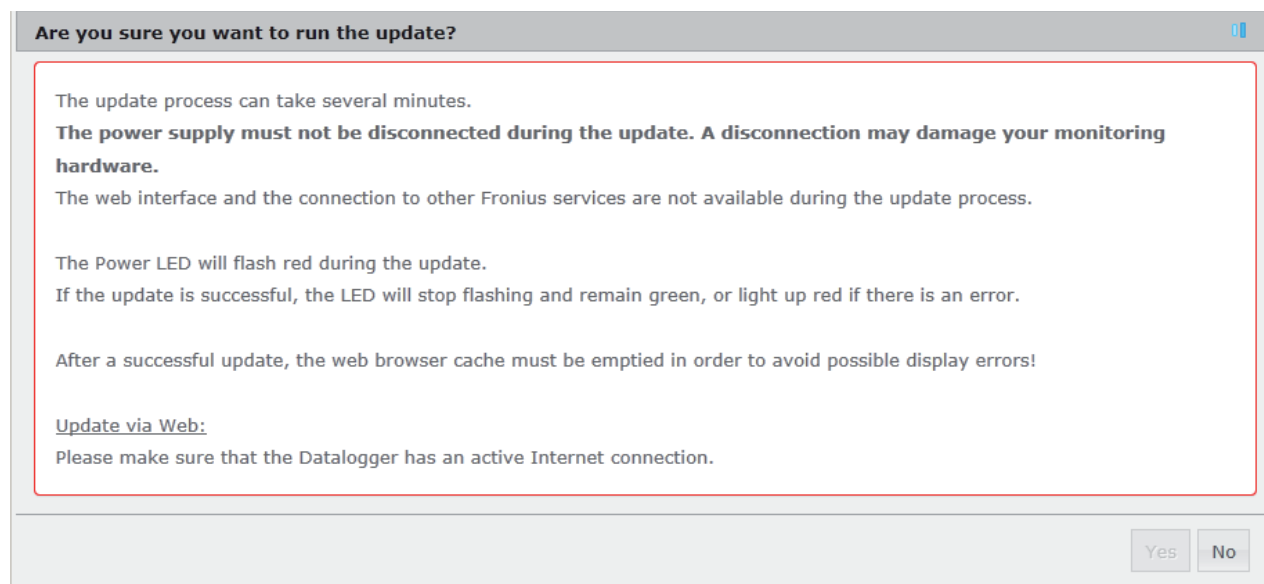 Are you sure you want to run the update?
The update process can take several minutes.
The power supply must not be disconnected during the update. A disconnection may damage your monitoring
hardware.
The web interface and the connection to other Fronius services are not available during the update process.
The Power LED will flash red during the update.
If the update is successful, the LED will stop flashing and remain green, or light up red if there is an error.
After a successful update, the web browser cache must be emptied in order to avoid possible display errors!
Update via Web:
Please make sure that the Datalogger has an active Internet connection.
Yes No